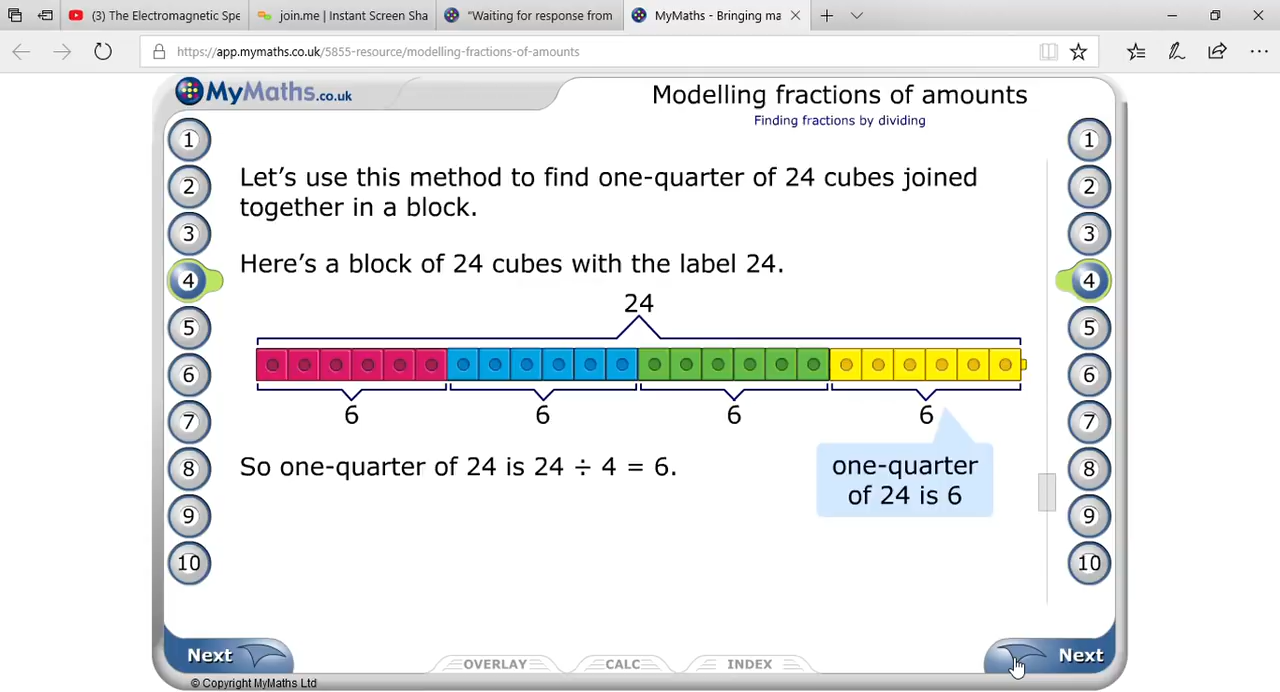 (3) The Electromagnetic Spe
join.me | Instant Screen Sha
"Waiting for response from
MyMaths - Bringing ma
https://app.mymaths.co.uk/5855-resource/modelling-fractions-of-amounts
MyMaths.co.uk
Modelling fractions of amounts
Finding fractions by dividing
1
2
3
4
5
6
7
8
9
10
Let's use this method to find one-quarter of 24 cubes joined
together in a block.
Here's a block of 24 cubes with the label 24.
24
6 6 6 6
So one-quarter of 24 is 24 ÷ 4 = 6.
one-quarter
of 24 is 6
1
2
3
4
5
6
7
8
9
10
Next
OVERLAY CALC INDEX
Next
© Copyright MyMaths Ltd